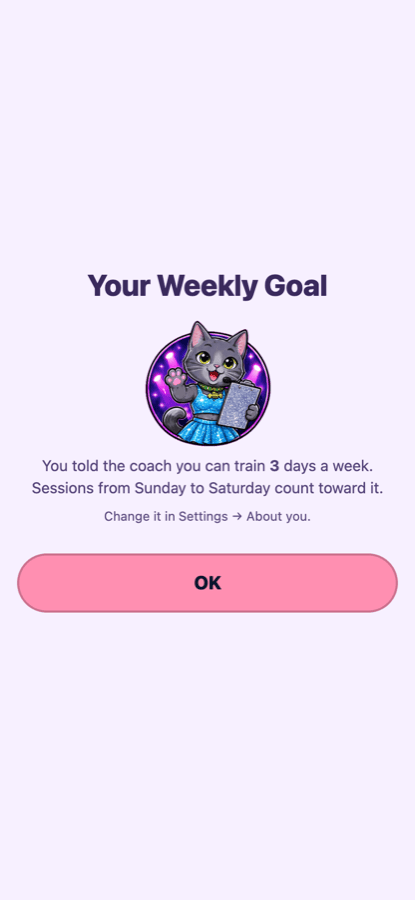 Your Weekly Goal
You told the coach you can train 3 days a week.
Sessions from Sunday to Saturday count toward it.
Change it in Settings → About you.
OK